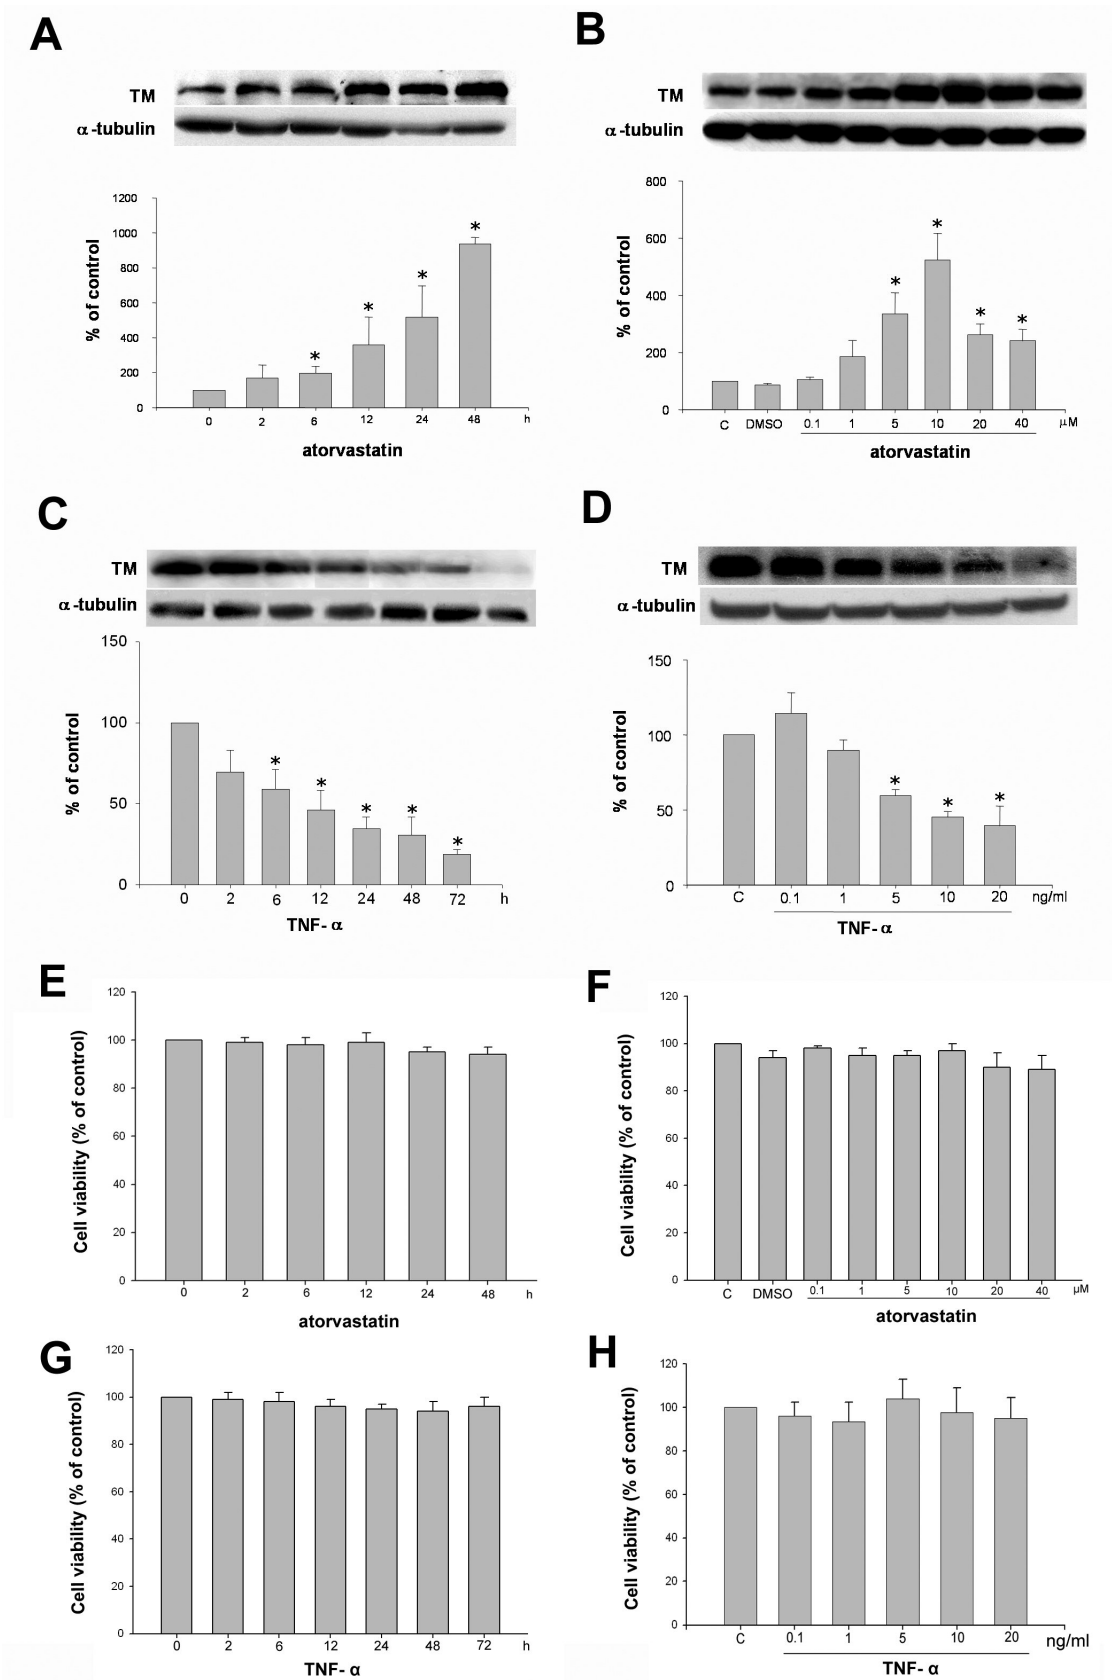 A
TM
α-tubulin
1200
1000
800
600
400
200
0
% of control
* * * *
0 2 6 12 24 48 h
atorvastatin
B
TM
α-tubulin
800
600
400
200
0
% of control
* * * *
C DMSO 0.1 1 5 10 20 40 μM
atorvastatin
C
TM
α-tubulin
150
100
50
0
% of control
* * * * *
0 2 6 12 24 48 72 h
TNF- α
D
TM
α-tubulin
150
100
50
0
% of control
* * *
C 0.1 1 5 10 20 ng/ml
TNF- α
E
120
100
80
60
40
20
0
Cell viability (% of control)
0 2 6 12 24 48 h
atorvastatin
F
120
100
80
60
40
20
0
Cell viability (% of control)
C DMSO 0.1 1 5 10 20 40 μM
atorvastatin
G
120
100
80
60
40
20
0
Cell viability (% of control)
0 2 6 12 24 48 72 h
TNF- α
H
120
100
80
60
40
20
0
Cell viability (% of control)
C 0.1 1 5 10 20 ng/ml
TNF- α